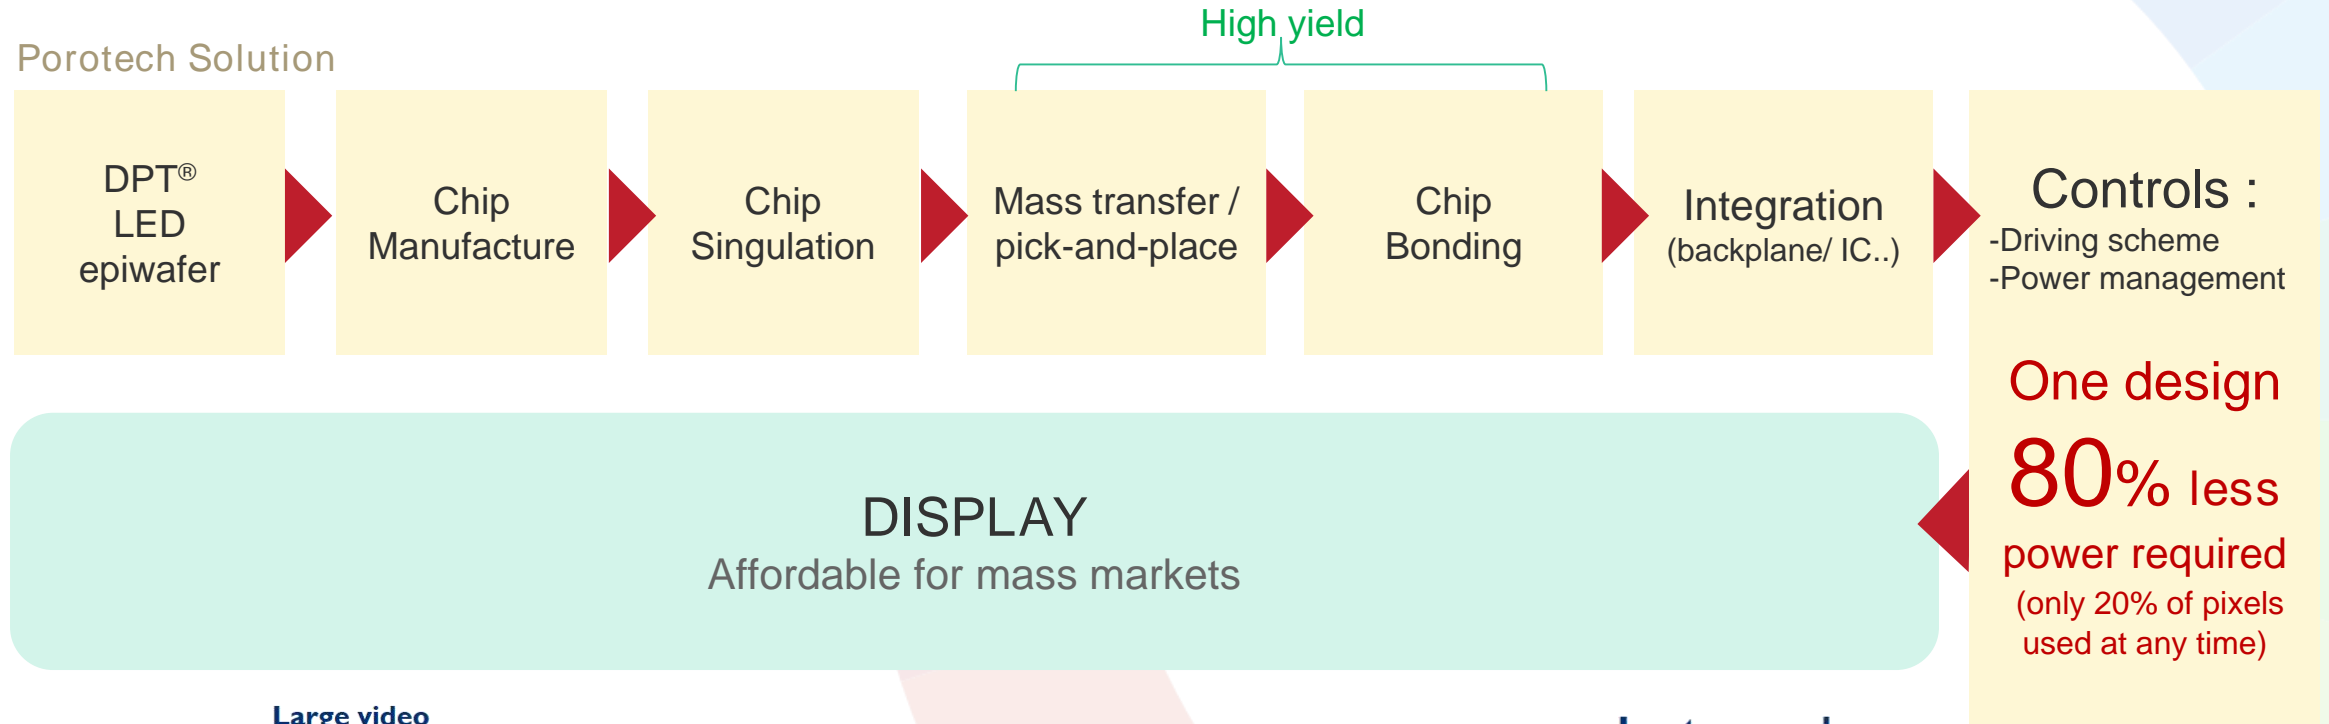 High yield
Porotech Solution
DPT®
LED
epiwafer
Chip
Manufacture
Chip
Singulation
Mass transfer /
pick-and-place
Chip
Bonding
Integration
(backplane/ IC..)
Controls :
-Driving scheme
-Power management
One design
80% less
power required
(only 20% of pixels
used at any time)
DISPLAY
Affordable for mass markets
Large video